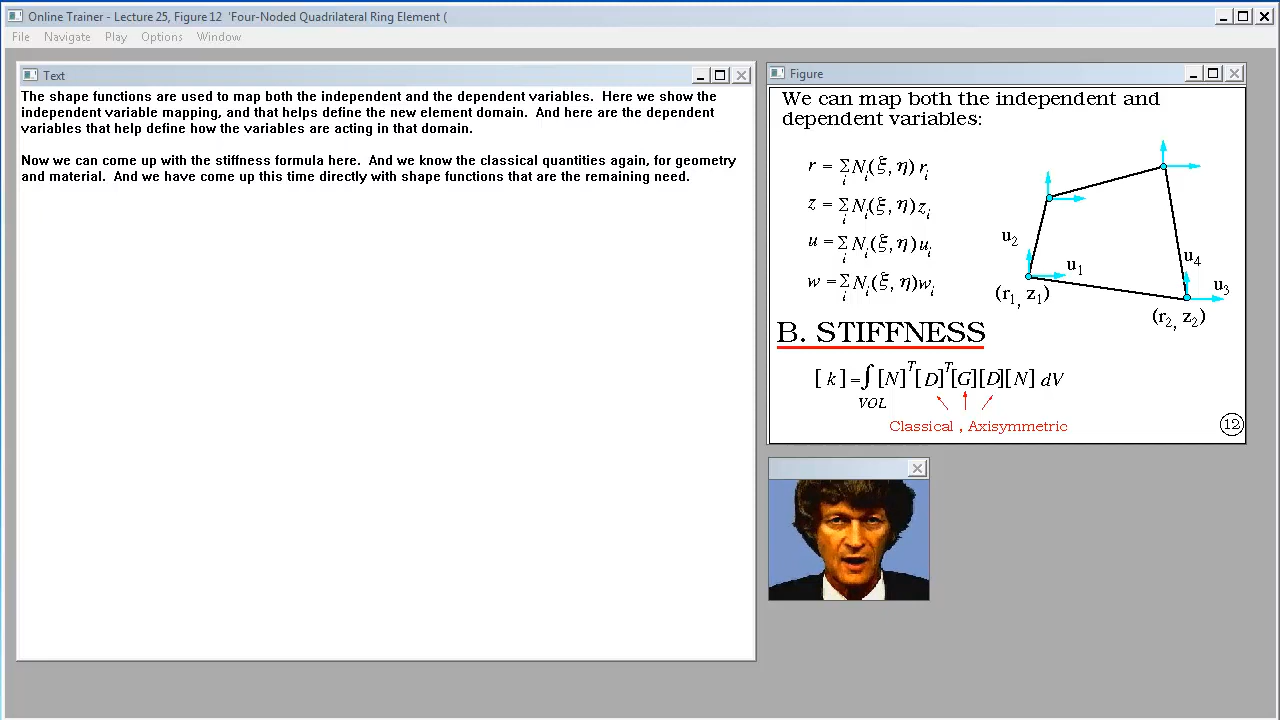 Online Trainer - Lecture 25, Figure 12 'Four-Noded Quadrilateral Ring Element (
File Navigate Play Options Window
Text
The shape functions are used to map both the independent and the dependent variables. Here we show the
independent variable mapping, and that helps define the new element domain. And here are the dependent
variables that help define how the variables are acting in that domain.
Now we can come up with the stiffness formula here. And we know the classical quantities again, for geometry
and material. And we have come up this time directly with shape functions that are the remaining need.
Figure
We can map both the independent and
dependent variables:
r = Σ_i N_i(ξ, η) r_i
z = Σ_i N_i(ξ, η) z_i
u = Σ_i N_i(ξ, η) u_i
w = Σ_i N_i(ξ, η) w_i
u₂
u₁
(r₁, z₁)
u₄
u₃
(r₂, z₂)
B. STIFFNESS
[k] = ∫ [N]ᵀ[D]ᵀ[G][D][N] dV
VOL
Classical , Axisymmetric
12